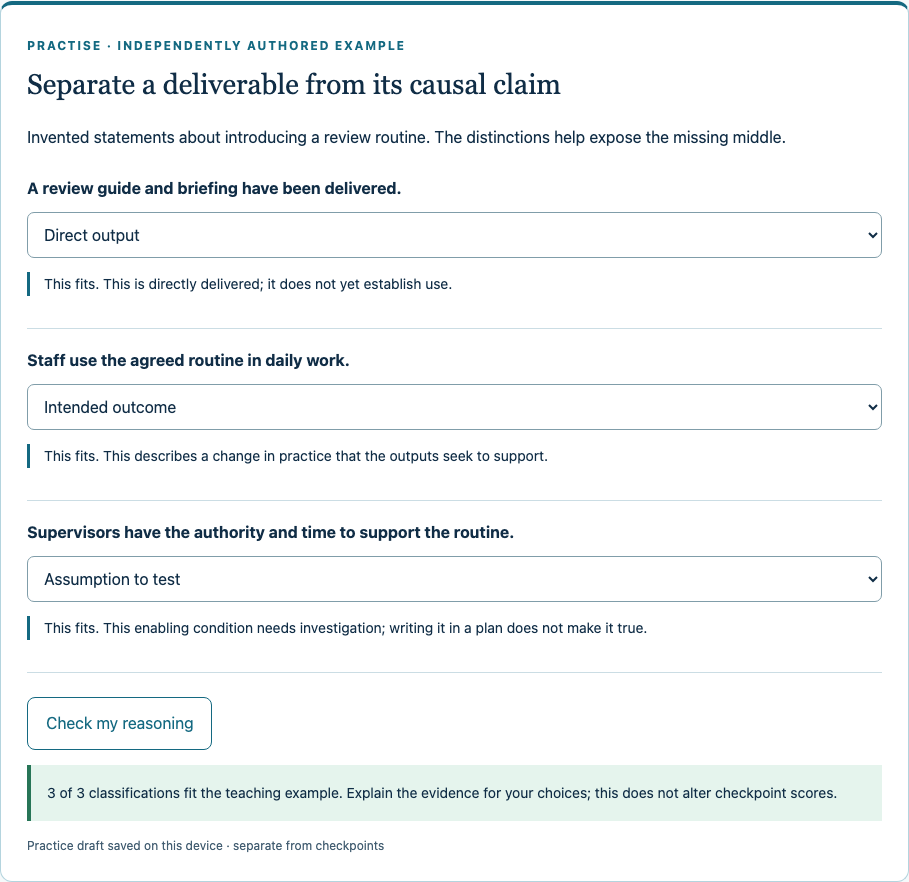 PRACTISE · INDEPENDENTLY AUTHORED EXAMPLE
Separate a deliverable from its causal claim
Invented statements about introducing a review routine. The distinctions help expose the missing middle.
A review guide and briefing have been delivered.
Direct output
This fits. This is directly delivered; it does not yet establish use.
Staff use the agreed routine in daily work.
Intended outcome
This fits. This describes a change in practice that the outputs seek to support.
Supervisors have the authority and time to support the routine.
Assumption to test
This fits. This enabling condition needs investigation; writing it in a plan does not make it true.
Check my reasoning
3 of 3 classifications fit the teaching example. Explain the evidence for your choices; this does not alter checkpoint scores.
Practice draft saved on this device · separate from checkpoints